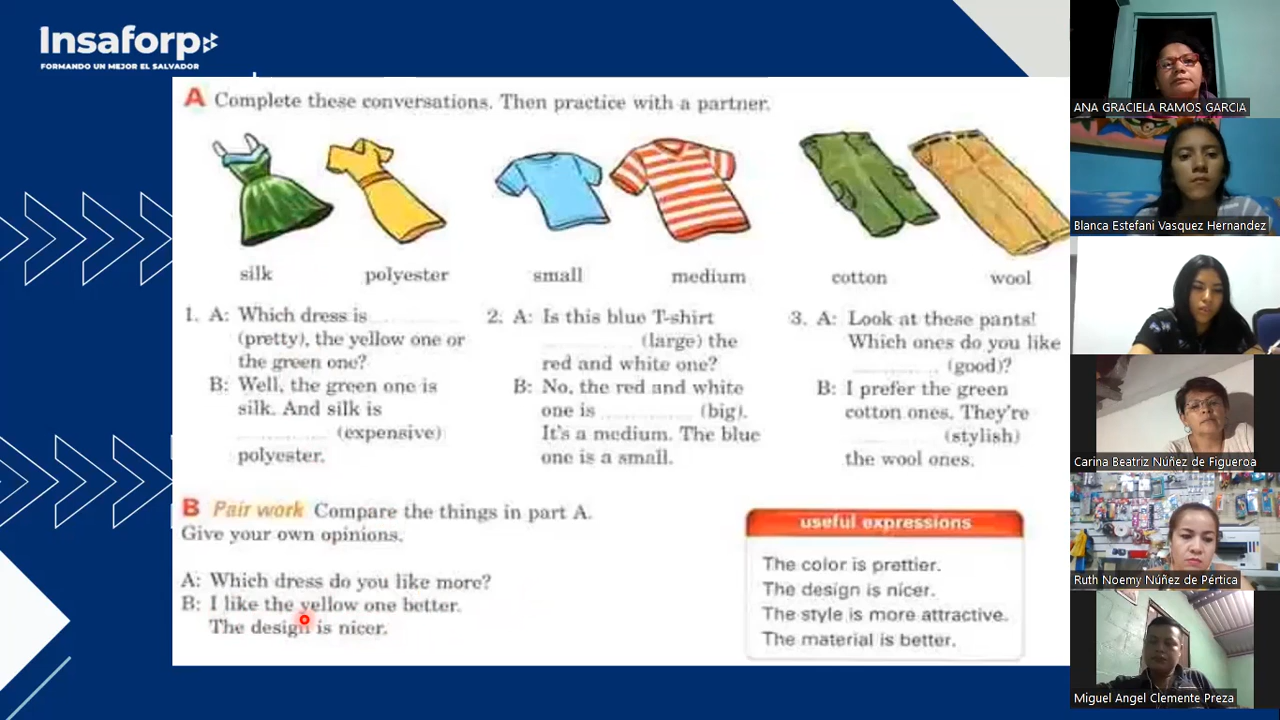 Insaforp
FORMANDO UN MEJOR EL SALVADOR
A Complete these conversations. Then practice with a partner.
silk
polyester
small
medium
cotton
wool
1. A: Which dress is
(pretty), the yellow one or
the green one?
B: Well, the green one is
silk. And silk is
(expensive)
polyester.
2. A: Is this blue T-shirt
(large) the
red and white one?
B: No, the red and white
one is (big).
It's a medium. The blue
one is a small.
3. A: Look at these pants!
Which ones do you like
(good)?
B: I prefer the green
cotton ones. They're
(stylish)
the wool ones.
B Pair work Compare the things in part A.
Give your own opinions.
A: Which dress do you like more?
B: I like the yellow one better.
The design is nicer.
useful expressions
The color is prettier.
The design is nicer.
The style is more attractive.
The material is better.
ANA GRACIELA RAMOS GARCIA
Blanca Estefani Vasquez Hernandez
Carina Beatriz Núñez de Figueroa
Ruth Noemy Núñez de Pértica
Miguel Angel Clemente Preza